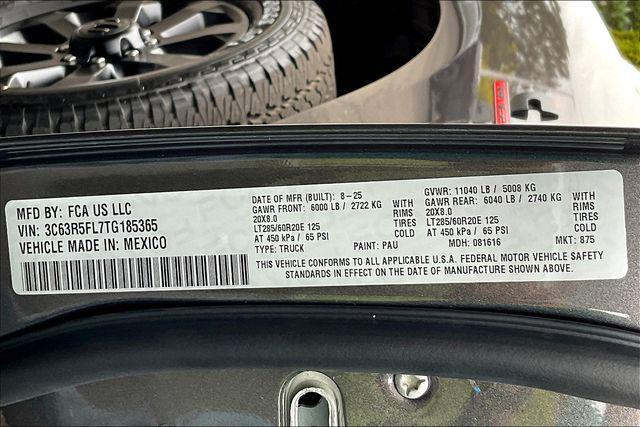 MFD BY: FCA US LLC
VIN: 3C63R5FL7TG185365
VEHICLE MADE IN: MEXICO
DATE OF MFR (BUILT): 8-25
GAWR FRONT: 6000 LB / 2722 KG WITH
20X8.0 RIMS
LT285/60R20E 125 TIRES
AT 450 kPa / 65 PSI COLD
TYPE: TRUCK PAINT: PAU
GVWR: 11040 LB / 5008 KG
GAWR REAR: 6040 LB / 2740 KG WITH
20X8.0 RIMS
LT285/60R20E 125 TIRES
AT 450 kPa / 65 PSI COLD
MDH: 081616 MKT: 875
THIS VEHICLE CONFORMS TO ALL APPLICABLE U.S.A. FEDERAL MOTOR VEHICLE SAFETY
STANDARDS IN EFFECT ON THE DATE OF MANUFACTURE SHOWN ABOVE.